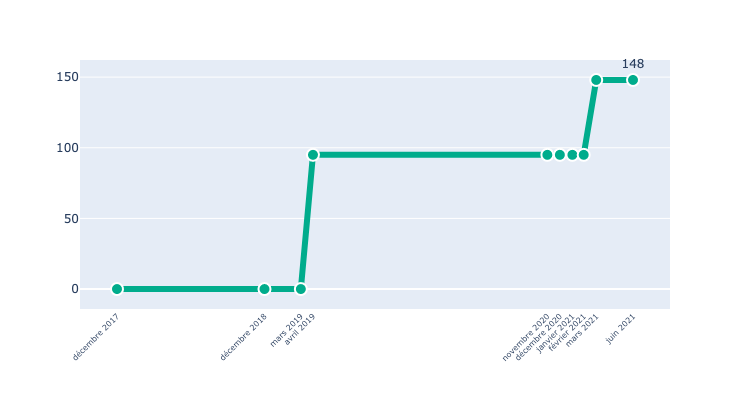 148
150
100
50
0
décembre 2017
décembre 2018
mars 2019
avril 2019
novembre 2020
décembre 2020
janvier 2021
février 2021
mars 2021
juin 2021